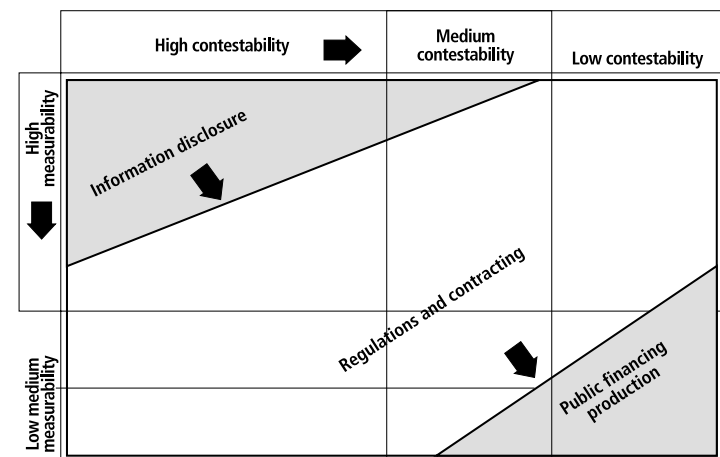 High contestability
Medium
contestability
Low contestability
High
measurability
Information disclosure
Regulations and contracting
Low medium
measurability
Public financing
production